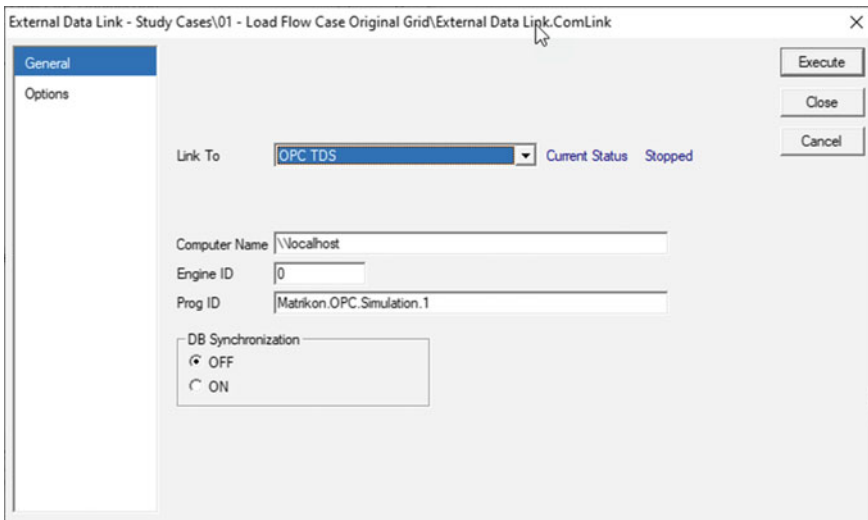 External Data Link - Study Cases\01 - Load Flow Case Original Grid\External Data Link.ComLink
General
Options
Execute
Close
Cancel
Link To OPC TDS Current Status Stopped
Computer Name \\localhost
Engine ID 0
Prog ID Matrikon.OPC.Simulation.1
DB Synchronization
OFF
ON